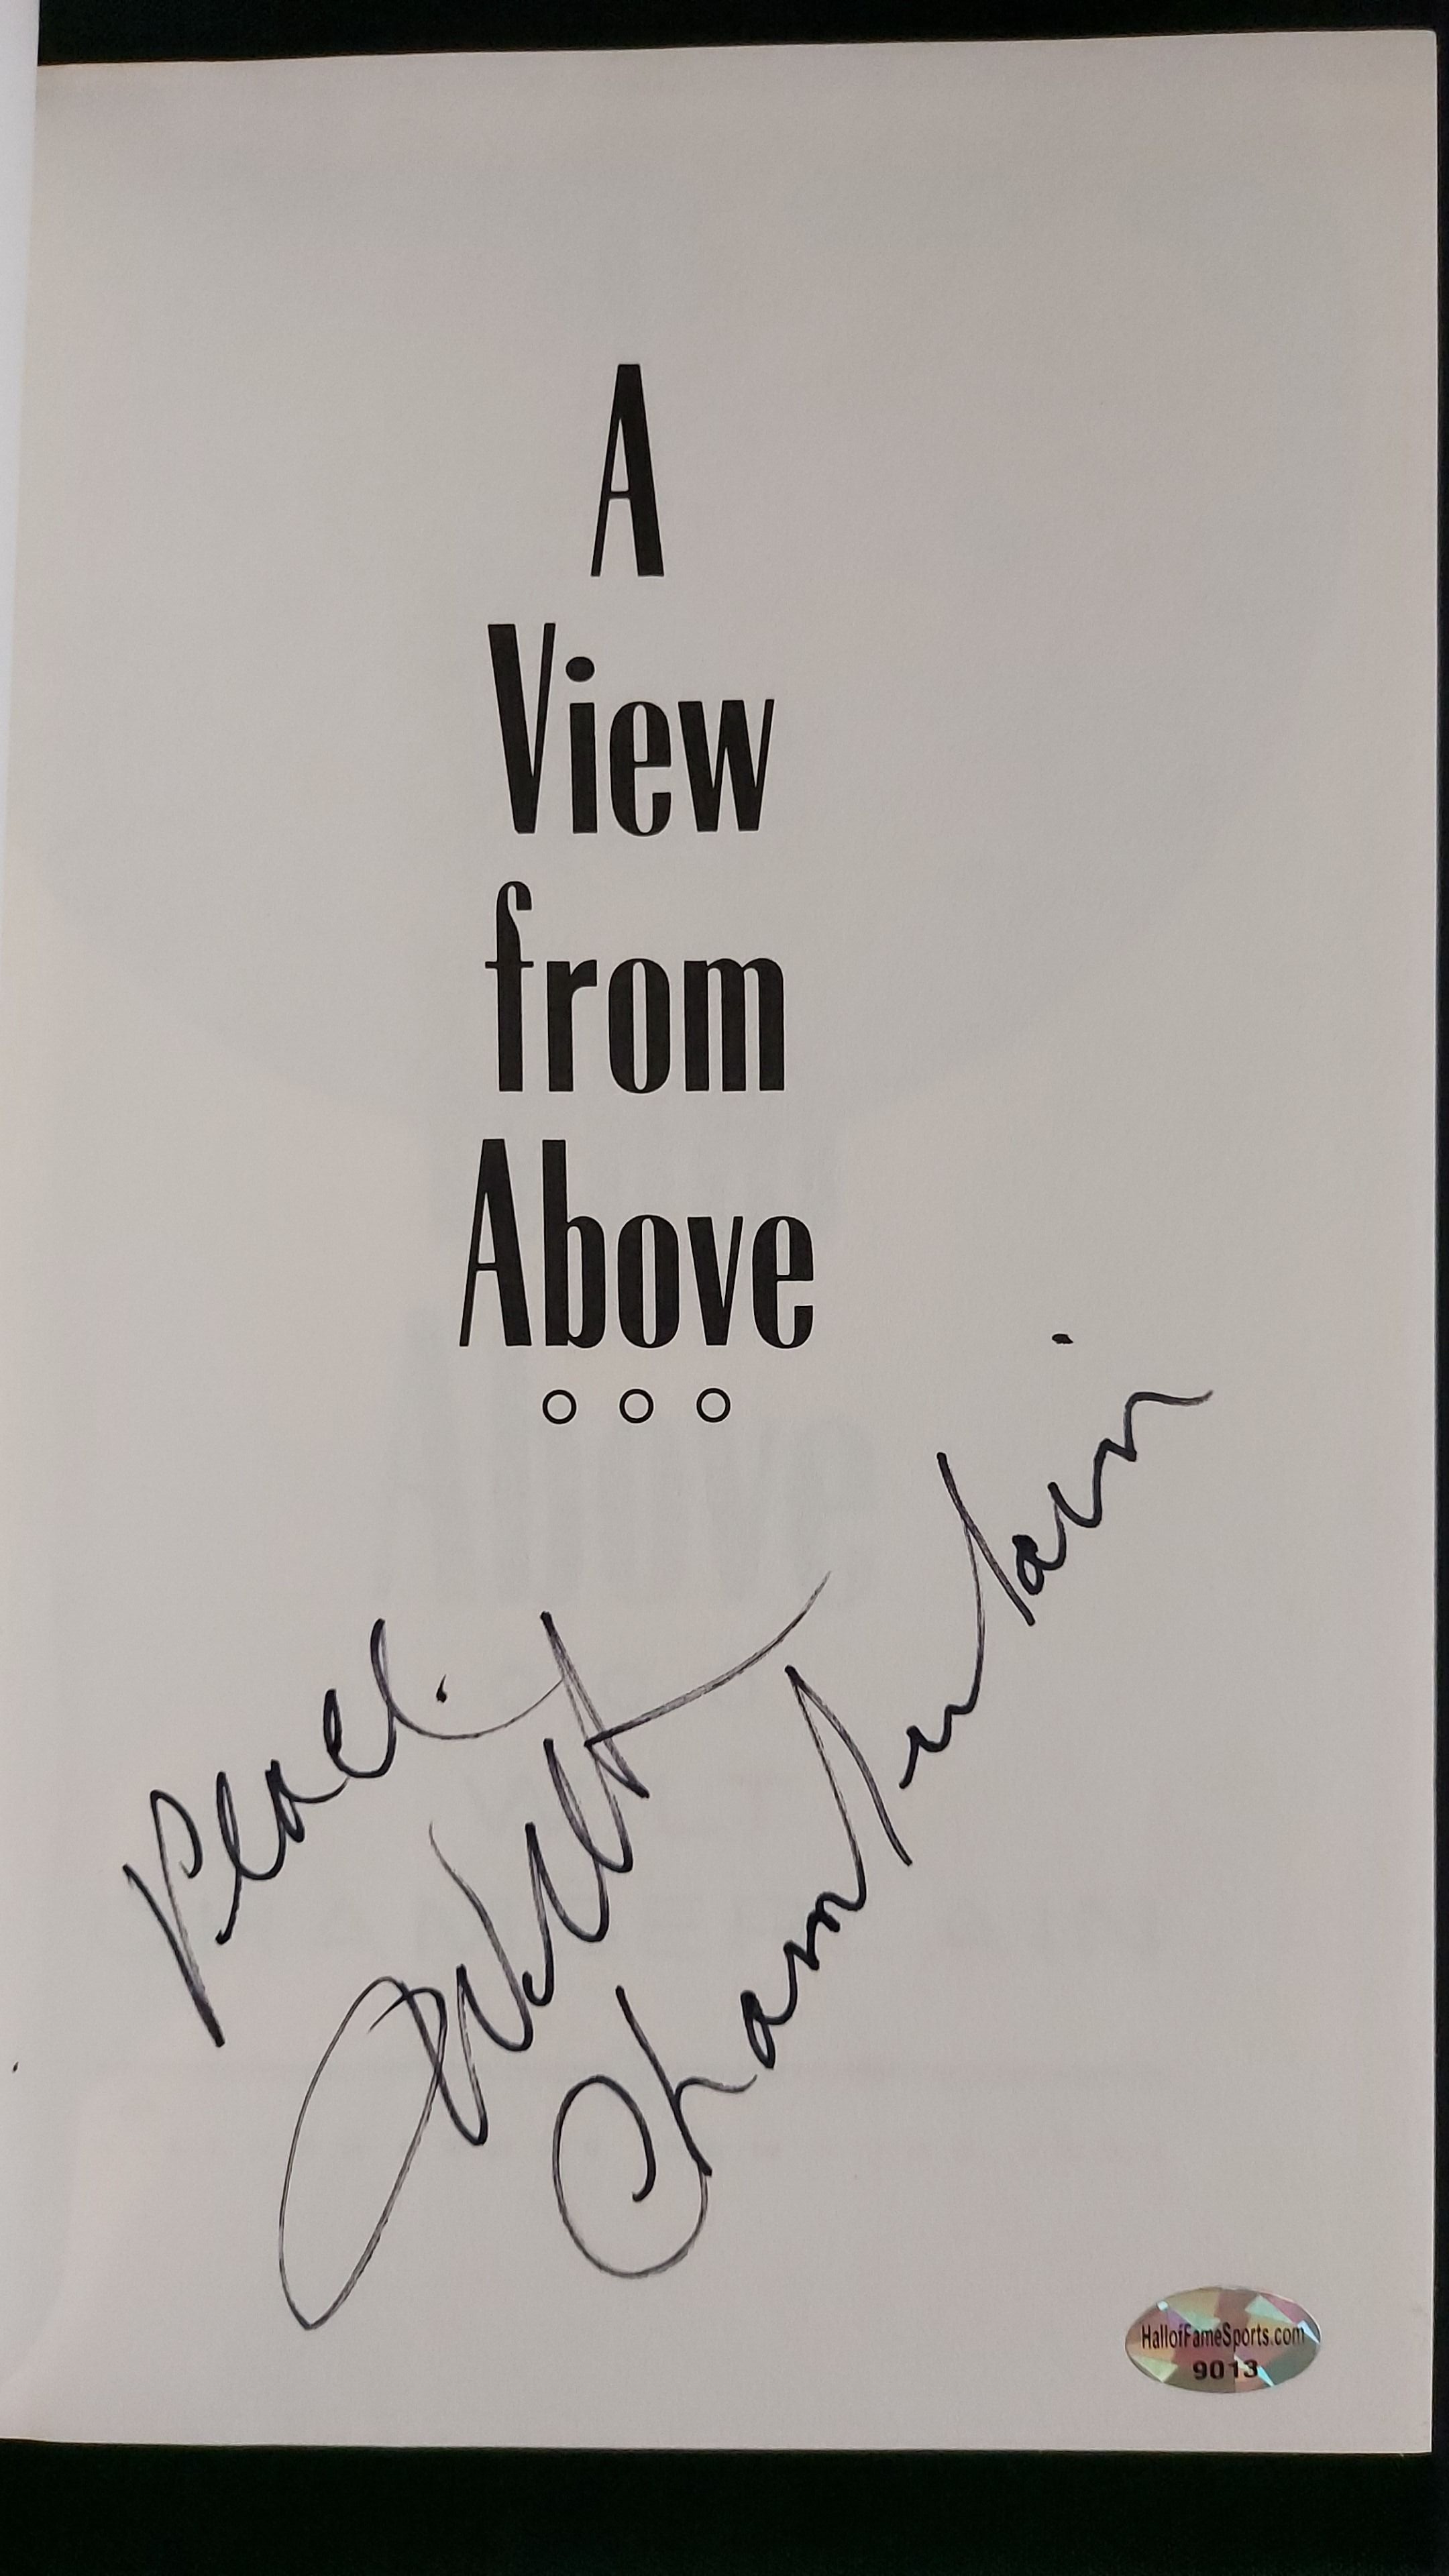 A
View
from
Above
Peace.
Wilt
Chamberlain
HallofFameSports.com
9013